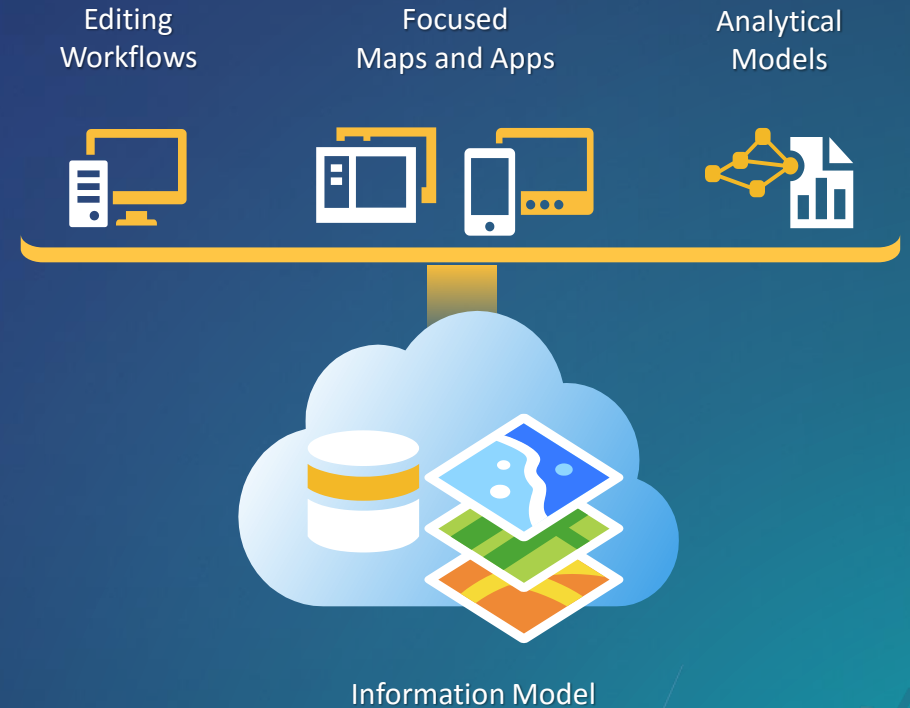 Editing
Workflows
Focused
Maps and Apps
Analytical
Models
Information Model